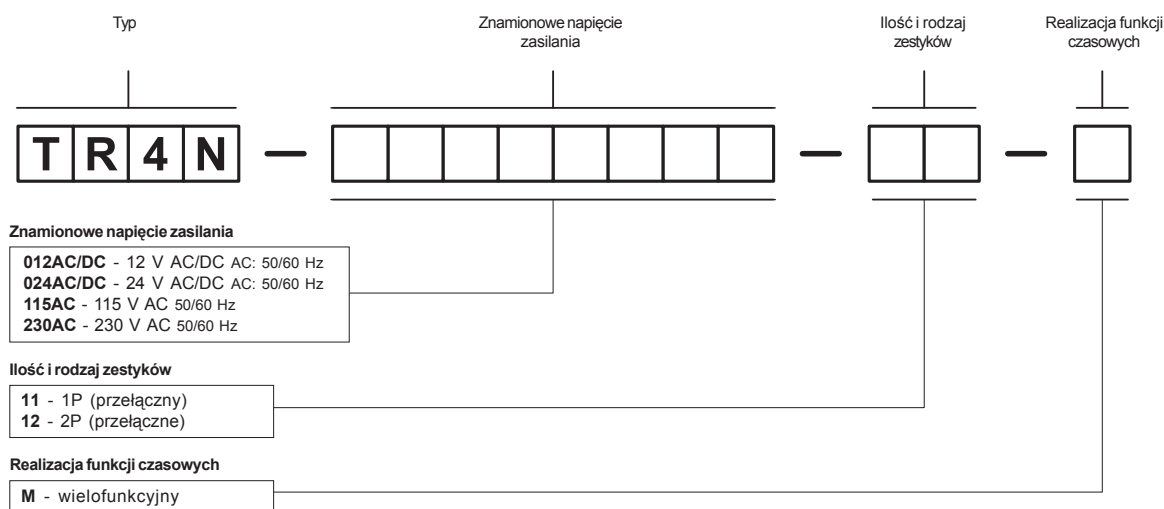 Typ
Znamionowe napięcie
zasilania
Ilość i rodzaj
zestyków
Realizacja funkcji
czasowych
TR4N – –  –
Znamionowe napięcie zasilania
012AC/DC - 12 V AC/DC AC: 50/60 Hz
024AC/DC - 24 V AC/DC AC: 50/60 Hz
115AC - 115 V AC 50/60 Hz
230AC - 230 V AC 50/60 Hz
Ilość i rodzaj zestyków
11 - 1P (przełączny)
12 - 2P (przełączne)
Realizacja funkcji czasowych
M - wielofunkcyjny